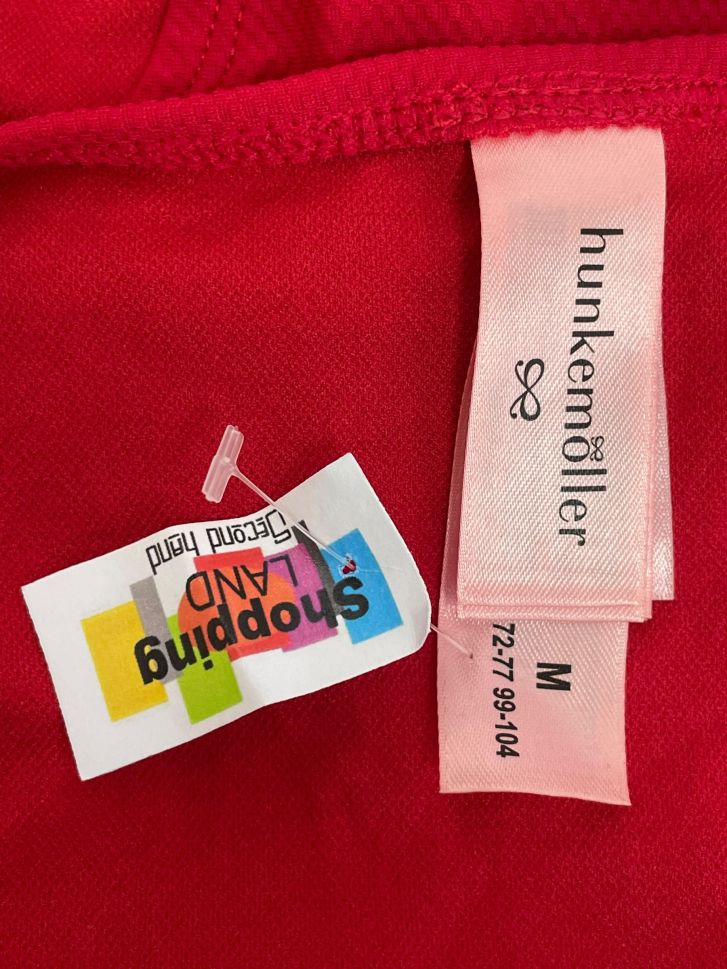 hunkemöller
M
72-77 99-104
shopping
LAND
Second hand